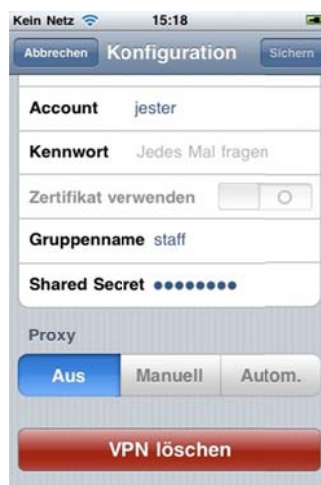 Kein Netz 15:18
Abbrechen Konfiguration Sichern
Account jester
Kennwort Jedes Mal fragen
Zertifikat verwenden
Gruppenname staff
Shared Secret ●●●●●●●●
Proxy
Aus Manuell Autom.
VPN löschen